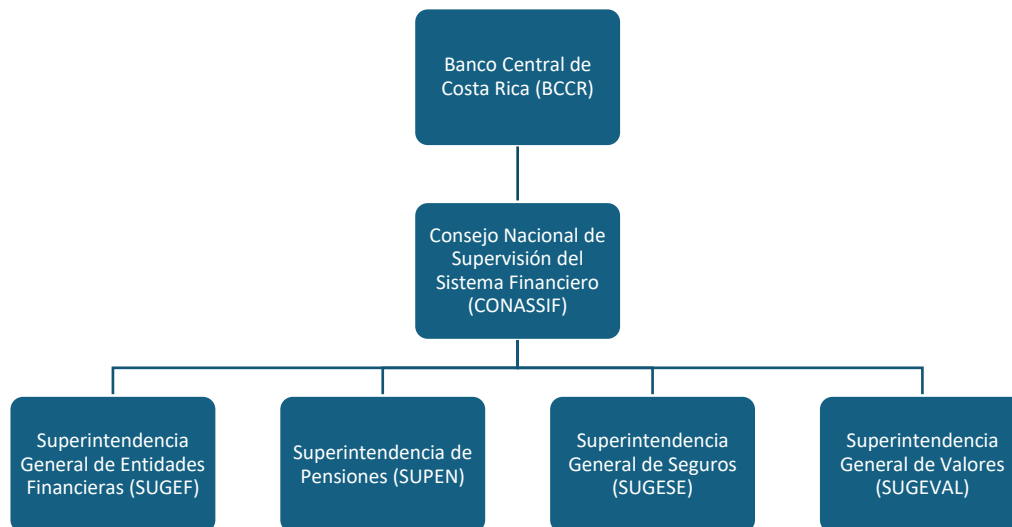 Banco Central de
Costa Rica (BCCR)
Consejo Nacional de
Supervisión del
Sistema Financiero
(CONASSIF)
Superintendencia
General de Entidades
Financieras (SUGEF)
Superintendencia de
Pensiones (SUPEN)
Superintendencia
General de Seguros
(SUGESE)
Superintendencia
General de Valores
(SUGEVAL)